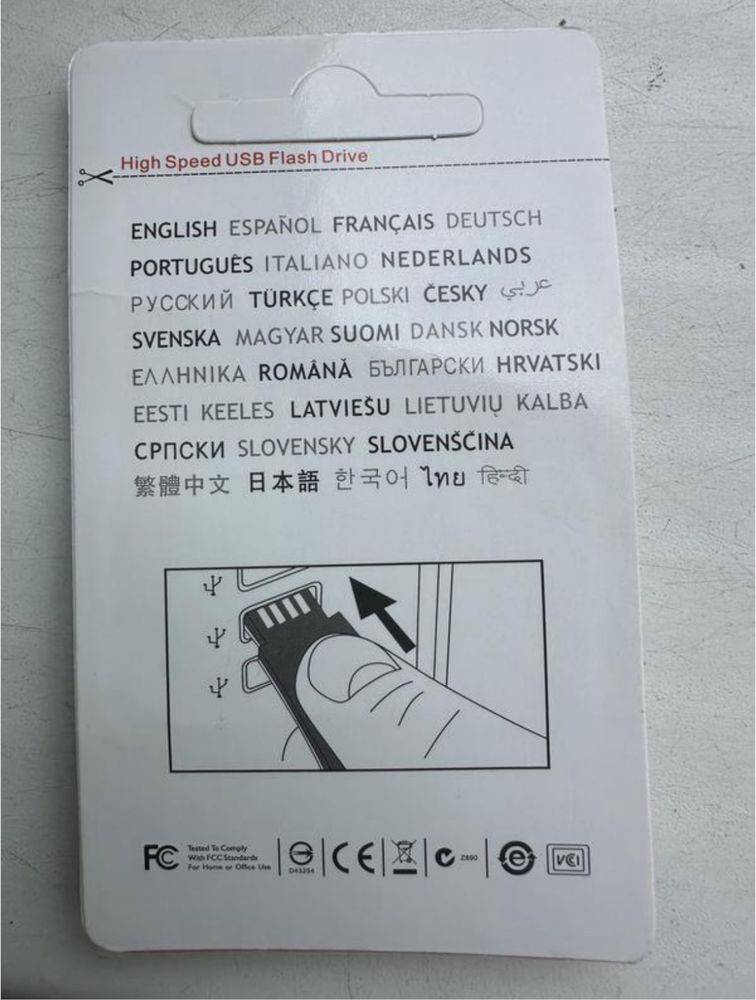 High Speed USB Flash Drive
ENGLISH ESPAÑOL FRANÇAIS DEUTSCH
PORTUGUÊS ITALIANO NEDERLANDS
РУССКИЙ TÜRKÇE POLSKI ČESKY عربي
SVENSKA MAGYAR SUOMI DANSK NORSK
ΕΛΛΗΝΙΚΑ ROMÂNĂ БЪЛГАРСКИ HRVATSKI
EESTI KEELES LATVIEŠU LIETUVIŲ KALBA
СРПСКИ SLOVENSKY SLOVENŠČINA
繁體中文 日本語 한국어 ไทย हिन्दी
FC Tested To Comply
With FCC Standards
For Home or Office Use
D43254
CE
Z890
e
VCI